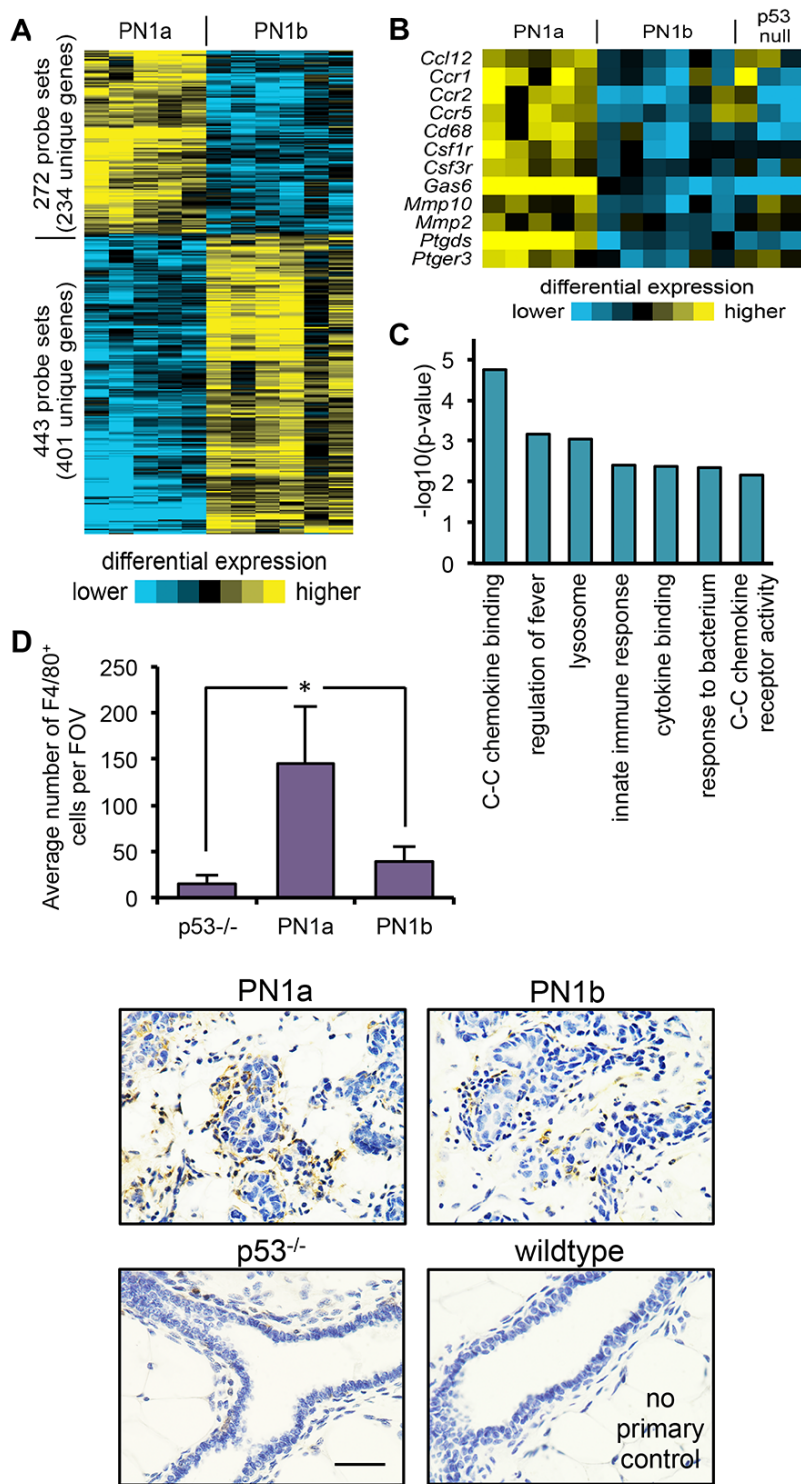 A
PN1a
PN1b
272 probe sets
(234 unique genes)
443 probe sets
(401 unique genes)
differential expression
lower
higher
B
PN1a
PN1b
p53
null
Ccl12
Ccr1
Ccr2
Ccr5
Cd68
Csf1r
Csf3r
Gas6
Mmp10
Mmp2
Ptgds
Ptger3
differential expression
lower
higher
C
-log10(p-value)
5
4
3
2
1
0
C-C chemokine binding
regulation of fever
lysosome
innate immune response
cytokine binding
response to bacterium
C-C chemokine
receptor activity
D
Average number of F4/80+
cells per FOV
250
200
150
100
50
0
*
p53-/-
PN1a
PN1b
PN1a
PN1b
p53-/-
wildtype
no
primary
control